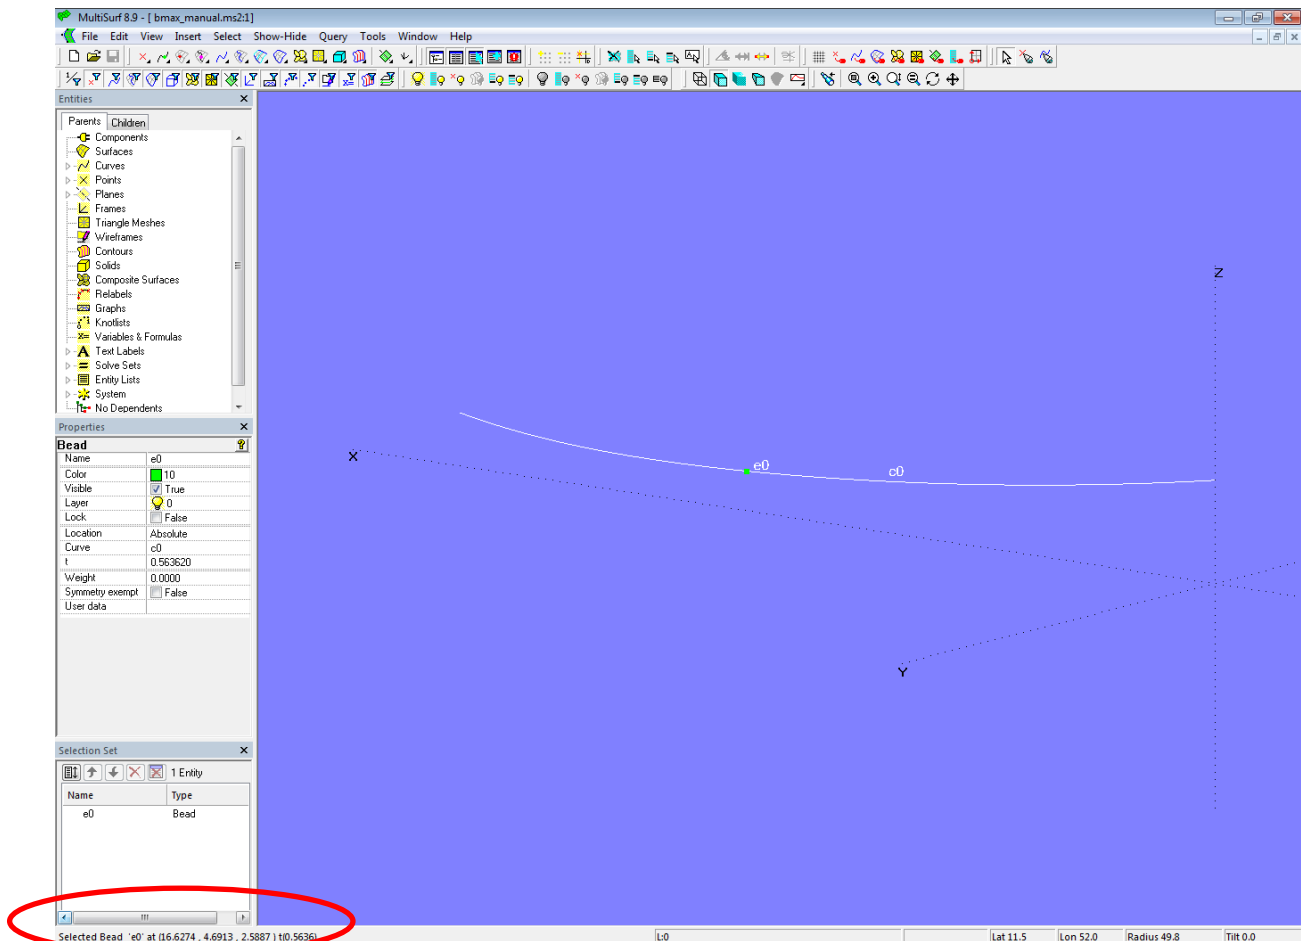 MultiSurf 8.9 - [ bmax_manual.ms2:1]
File Edit View Insert Select Show-Hide Query Tools Window Help
Entities
Parents Children
Components
Surfaces
Curves
Points
Planes
Frames
Triangle Meshes
Wireframes
Contours
Solids
Composite Surfaces
Relabels
Graphs
Knotlists
Variables & Formulas
Text Labels
Solve Sets
Entity Lists
System
No Dependents
Properties
Bead
Name e0
Color 10
Visible True
Layer 0
Lock False
Location Absolute
Curve c0
t 0.563620
Weight 0.0000
Symmetry exempt False
User data
Selection Set
1 Entity
Name Type
e0 Bead
Z
X
e0
c0
Y
Selected Bead 'e0' at (16.6274 , 4.6913 , 2.5887 ) t(0.5636)
L:0
Lat 11.5
Lon 52.0
Radius 49.8
Tilt 0.0